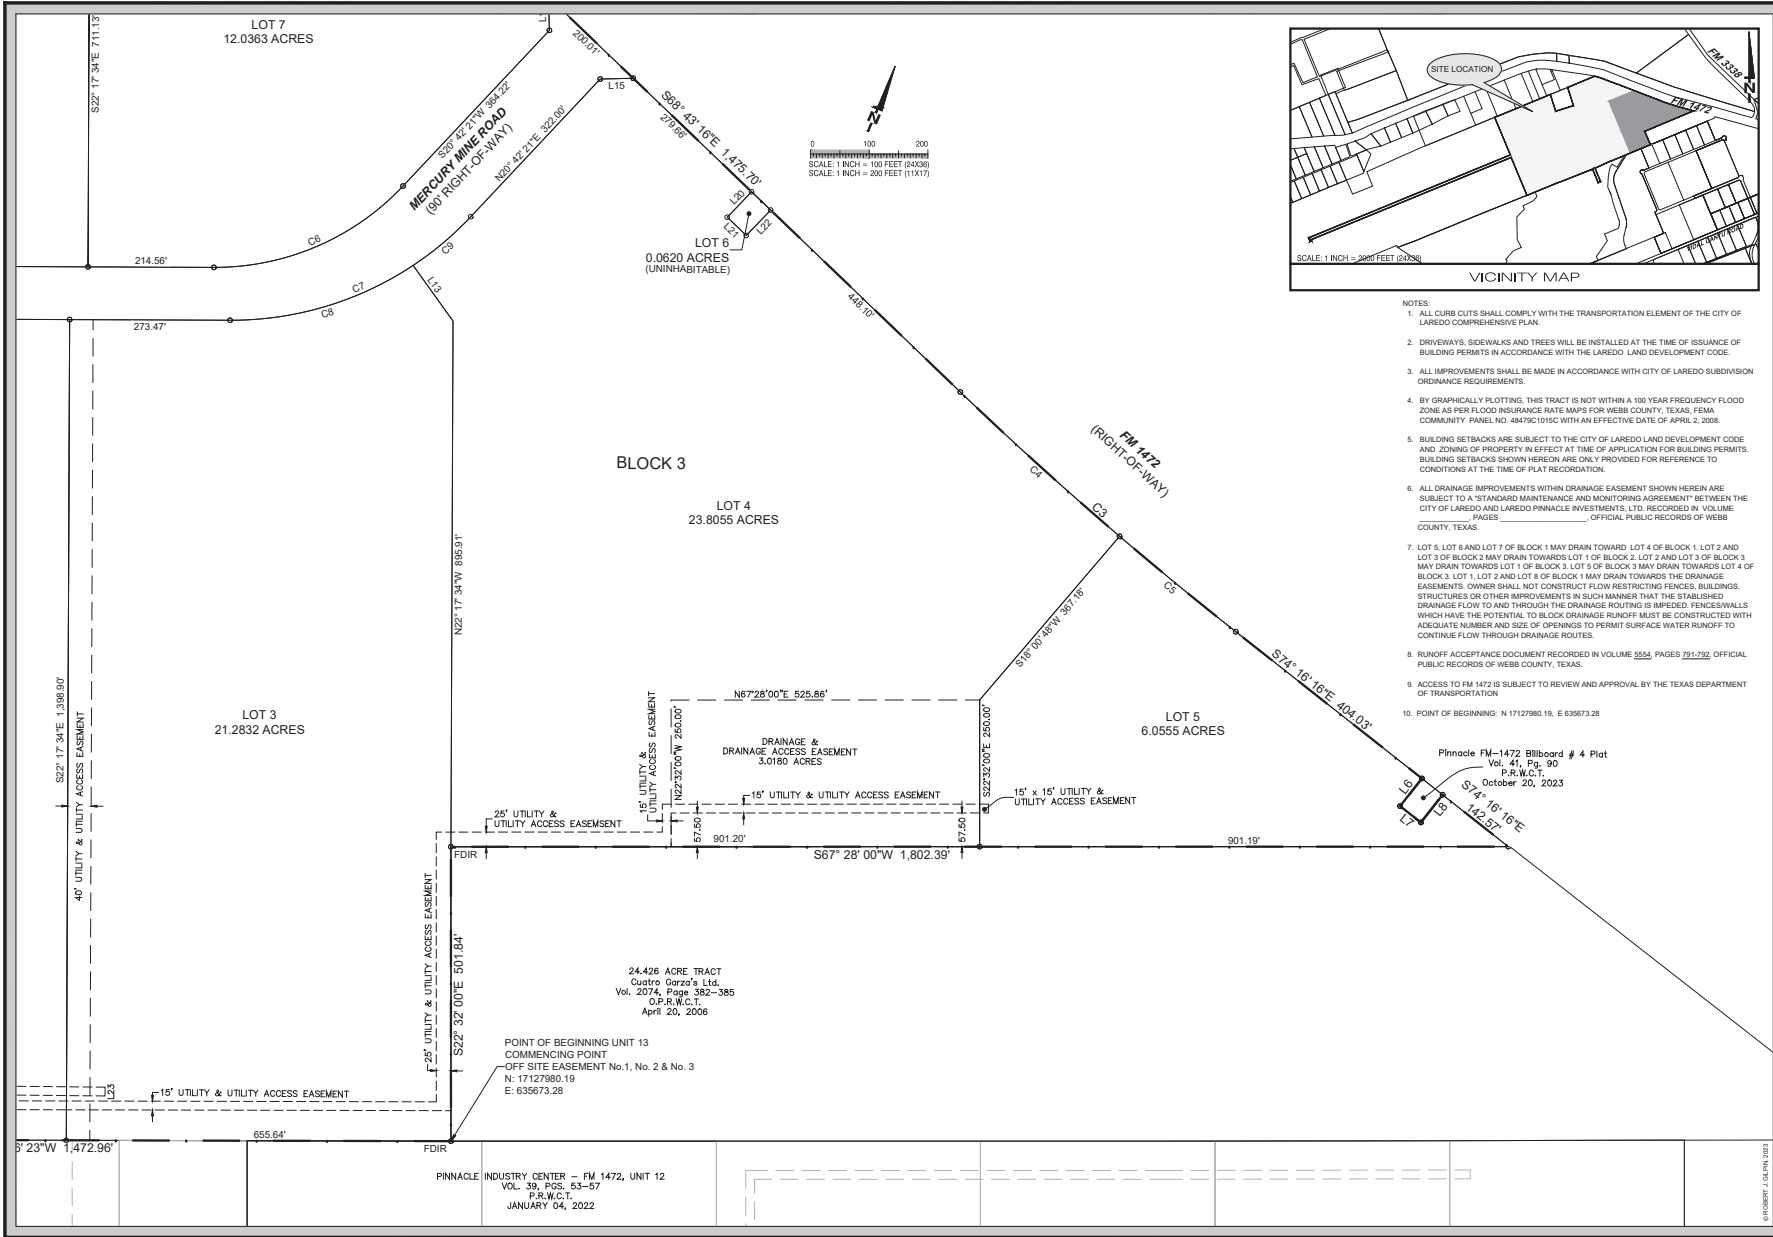 LOT 7
12.0363 ACRES
S22° 17' 34"E 711.13'
L1
200.01'
L15
S68° 43' 16"E 1,475.70'
279.66'
S20° 42' 21"W 364.22'
MERCURY MINE ROAD
(90' RIGHT-OF-WAY)
N20° 42' 21"E 322.00'
N
0 100 200
SCALE: 1 INCH = 100 FEET (24X36)
SCALE: 1 INCH = 200 FEET (11X17)
SITE LOCATION
FM 3338
FM 1472
N
SCALE: 1 INCH = 2000 FEET (24X36)
VICINITY MAP
L20
L21
L22
LOT 6
0.0620 ACRES
(UNINHABITABLE)
214.56'
C6
C9
C7
C8
L13
273.47'
448.10'
NOTES:
1. ALL CURB CUTS SHALL COMPLY WITH THE TRANSPORTATION ELEMENT OF THE CITY OF
LAREDO COMPREHENSIVE PLAN.
2. DRIVEWAYS, SIDEWALKS AND TREES WILL BE INSTALLED AT THE TIME OF ISSUANCE OF
BUILDING PERMITS IN ACCORDANCE WITH THE LAREDO LAND DEVELOPMENT CODE.
3. ALL IMPROVEMENTS SHALL BE MADE IN ACCORDANCE WITH CITY OF LAREDO SUBDIVISION
ORDINANCE REQUIREMENTS.
4. BY GRAPHICALLY PLOTTING, THIS TRACT IS NOT WITHIN A 100 YEAR FREQUENCY FLOOD
ZONE AS PER FLOOD INSURANCE RATE MAPS FOR WEBB COUNTY, TEXAS, FEMA
COMMUNITY PANEL NO. 48479C1015C WITH AN EFFECTIVE DATE OF APRIL 2, 2008.
5. BUILDING SETBACKS ARE SUBJECT TO THE CITY OF LAREDO LAND DEVELOPMENT CODE
AND ZONING OF PROPERTY IN EFFECT AT TIME OF APPLICATION FOR BUILDING PERMITS.
BUILDING SETBACKS SHOWN HEREON ARE ONLY PROVIDED FOR REFERENCE TO
CONDITIONS AT THE TIME OF PLAT RECORDATION.
6. ALL DRAINAGE IMPROVEMENTS WITHIN DRAINAGE EASEMENT SHOWN HEREIN ARE
SUBJECT TO A "STANDARD MAINTENANCE AND MONITORING AGREEMENT" BETWEEN THE
CITY OF LAREDO AND LAREDO PINNACLE INVESTMENTS, LTD. RECORDED IN VOLUME
__________, PAGES __________________, OFFICIAL PUBLIC RECORDS OF WEBB
COUNTY, TEXAS.
7. LOT 5, LOT 6 AND LOT 7 OF BLOCK 1 MAY DRAIN TOWARD LOT 4 OF BLOCK 1. LOT 2 AND
LOT 3 OF BLOCK 2 MAY DRAIN TOWARDS LOT 1 OF BLOCK 2. LOT 2 AND LOT 3 OF BLOCK 3
MAY DRAIN TOWARDS LOT 1 OF BLOCK 3. LOT 5 OF BLOCK 3 MAY DRAIN TOWARDS LOT 4 OF
BLOCK 3. LOT 1, LOT 2 AND LOT 8 OF BLOCK 1 MAY DRAIN TOWARDS THE DRAINAGE
EASEMENTS. OWNER SHALL NOT CONSTRUCT FLOW RESTRICTING FENCES, BUILDINGS,
STRUCTURES OR OTHER IMPROVEMENTS IN SUCH MANNER THAT THE STABLISHED
DRAINAGE FLOW TO AND THROUGH THE DRAINAGE ROUTING IS IMPEDED. FENCES/WALLS
WHICH HAVE THE POTENTIAL TO BLOCK DRAINAGE RUNOFF MUST BE CONSTRUCTED WITH
ADEQUATE NUMBER AND SIZE OF OPENINGS TO PERMIT SURFACE WATER RUNOFF TO
CONTINUE FLOW THROUGH DRAINAGE ROUTES.
8. RUNOFF ACCEPTANCE DOCUMENT RECORDED IN VOLUME 5554, PAGES 791-792, OFFICIAL
PUBLIC RECORDS OF WEBB COUNTY, TEXAS.
9. ACCESS TO FM 1472 IS SUBJECT TO REVIEW AND APPROVAL BY THE TEXAS DEPARTMENT
OF TRANSPORTATION
10. POINT OF BEGINNING: N 17127980.19, E 635673.28
BLOCK 3
LOT 4
23.8055 ACRES
FM 1472
(RIGHT-OF-WAY)
C4
C3
C5
N22° 17' 34"W 895.91'
S18° 00' 48"W 367.18'
S74° 16' 16"E 404.03'
LOT 3
21.2832 ACRES
S22° 17' 34"E 1,398.90'
40' UTILITY & UTILITY ACCESS EASEMENT
N67°28'00"E 525.86'
15' UTILITY &
UTILITY ACCESS EASEMENT
N22°32'00"W 250.00'
DRAINAGE &
DRAINAGE ACCESS EASEMENT
3.0180 ACRES
S22°32'00"E 250.00'
LOT 5
6.0555 ACRES
Pinnacle FM-1472 Billboard # 4 Plat
Vol. 41, Pg. 90
P.R.W.C.T.
October 20, 2023
L6
L7
L8
S74° 16' 16"E
142.57'
15' UTILITY & UTILITY ACCESS EASEMENT
15' x 15' UTILITY &
UTILITY ACCESS EASEMENT
25' UTILITY &
UTILITY ACCESS EASEMSENT
57.50
57.50
FDIR
901.20'
S67° 28' 00"W 1,802.39'
901.19'
25' UTILITY & UTILITY ACCESS EASEMENT
S22° 32' 00"E 501.84'
24.426 ACRE TRACT
Cuatro Garza's Ltd.
Vol. 2074, Page 382-385
O.P.R.W.C.T.
April 20, 2006
POINT OF BEGINNING UNIT 13
COMMENCING POINT
OFF SITE EASEMENT No.1, No. 2 & No. 3
N: 17127980.19
E: 635673.28
L23
15' UTILITY & UTILITY ACCESS EASEMENT
655.64'
6' 23"W 1,472.96'
FDIR
PINNACLE INDUSTRY CENTER - FM 1472, UNIT 12
VOL. 39, PGS. 53-57
P.R.W.C.T.
JANUARY 04, 2022
© ROBERT J. GILPIN, 2023